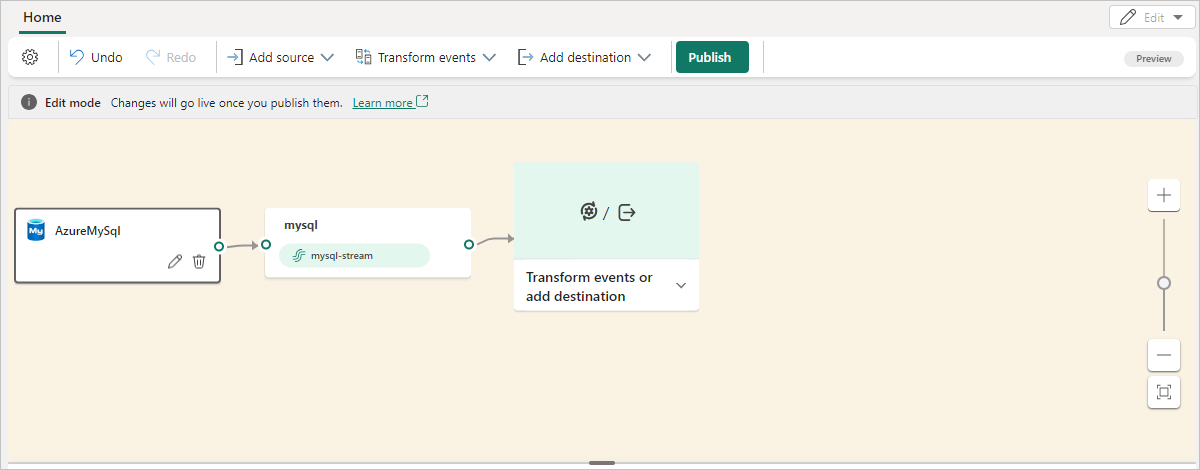 Home
Edit
Undo Redo Add source Transform events Add destination Publish
Preview
Edit mode Changes will go live once you publish them. Learn more
My AzureMySql
mysql
mysql-stream
/
Transform events or
add destination